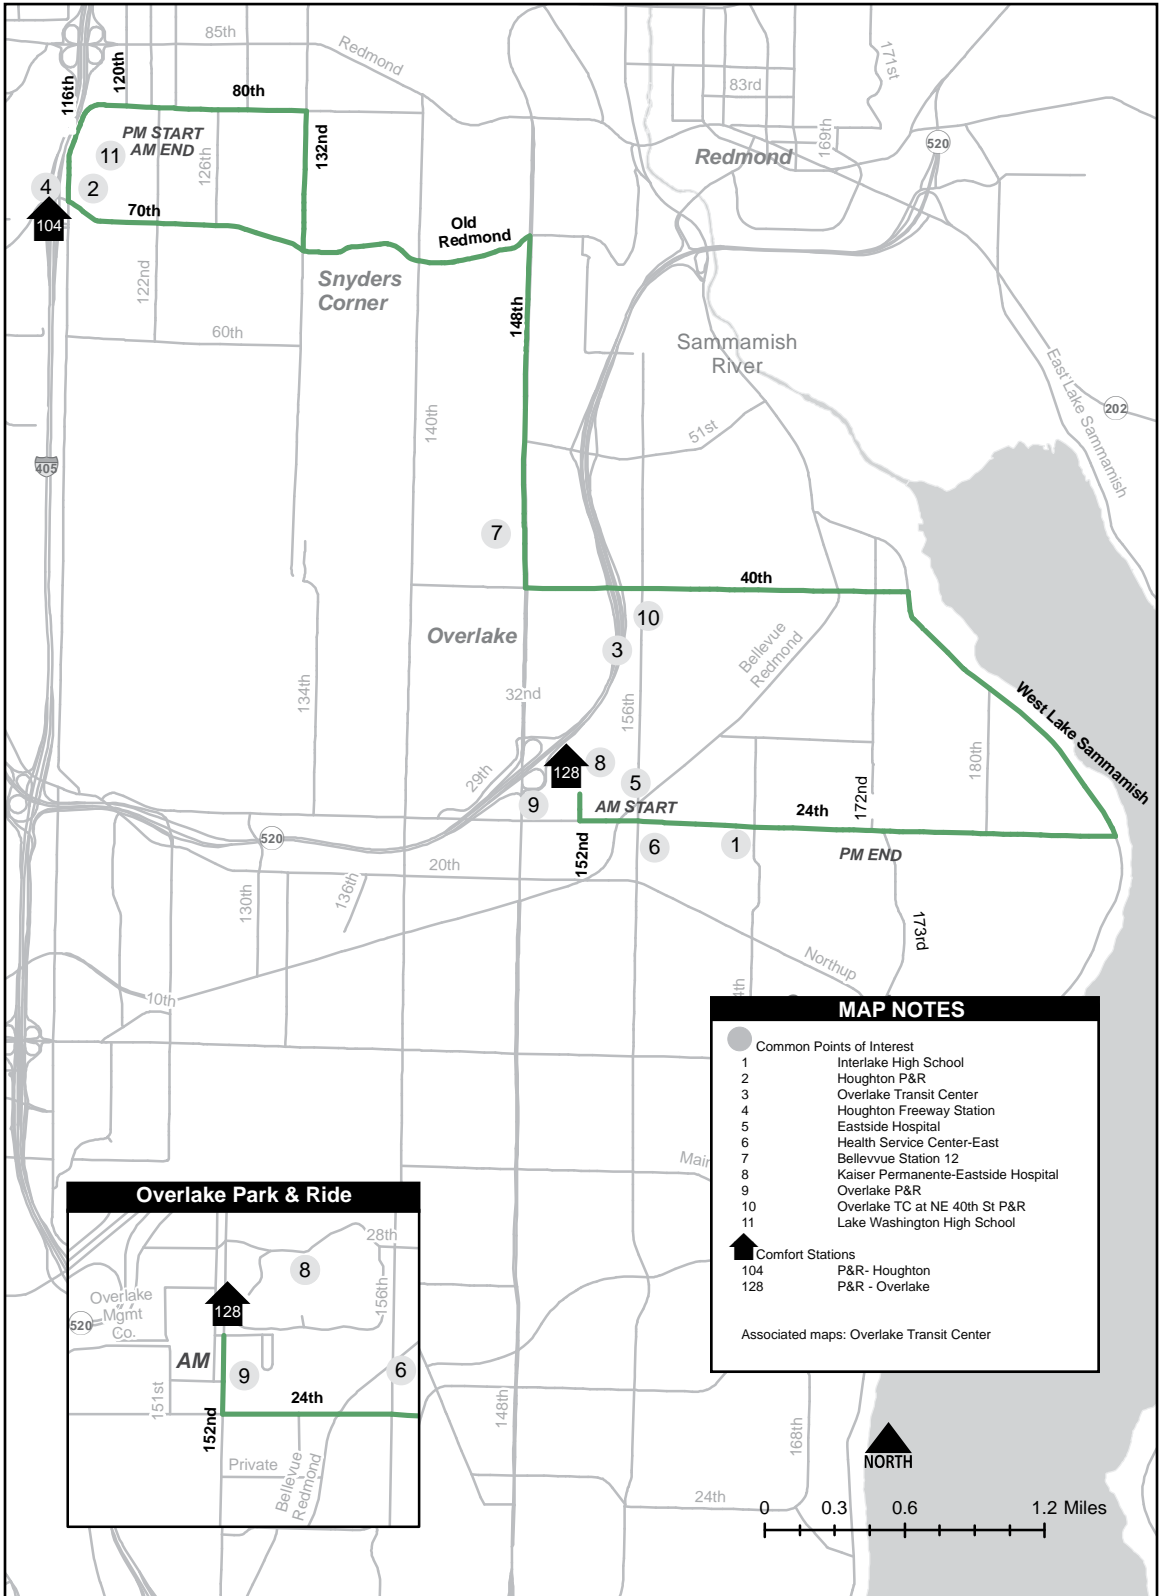 85th
Redmond
171st
83rd
116th
120th
80th
132nd
126th
169th
520
PM START
AM END
11
4
2
104
70th
Redmond
Old
Redmond
122nd
Snyders
Corner
148th
60th
Sammamish
River
East Lake Sammamish
202
140th
51st
405
7
40th
10
Overlake
3
Bellevue
Redmond
134th
32nd
156th
West Lake Sammamish
180th
29th
128
8
5
9
AM START
172nd
24th
520
152nd
6
1
PM END
20th
130th
136th
173rd
Northup
10th
4th
MAP NOTES
Common Points of Interest
1 Interlake High School
2 Houghton P&R
3 Overlake Transit Center
4 Houghton Freeway Station
5 Eastside Hospital
6 Health Service Center-East
7 Bellevvue Station 12
8 Kaiser Permanente-Eastside Hospital
9 Overlake P&R
10 Overlake TC at NE 40th St P&R
11 Lake Washington High School
Comfort Stations
104 P&R- Houghton
128 P&R - Overlake
Associated maps: Overlake Transit Center
Main
Overlake Park & Ride
28th
8
156th
Overlake
Mgmt
Co.
520
128
AM
9
6
151st
24th
152nd
Private
Bellevue
Redmond
148th
168th
24th
NORTH
0 0.3 0.6 1.2 Miles